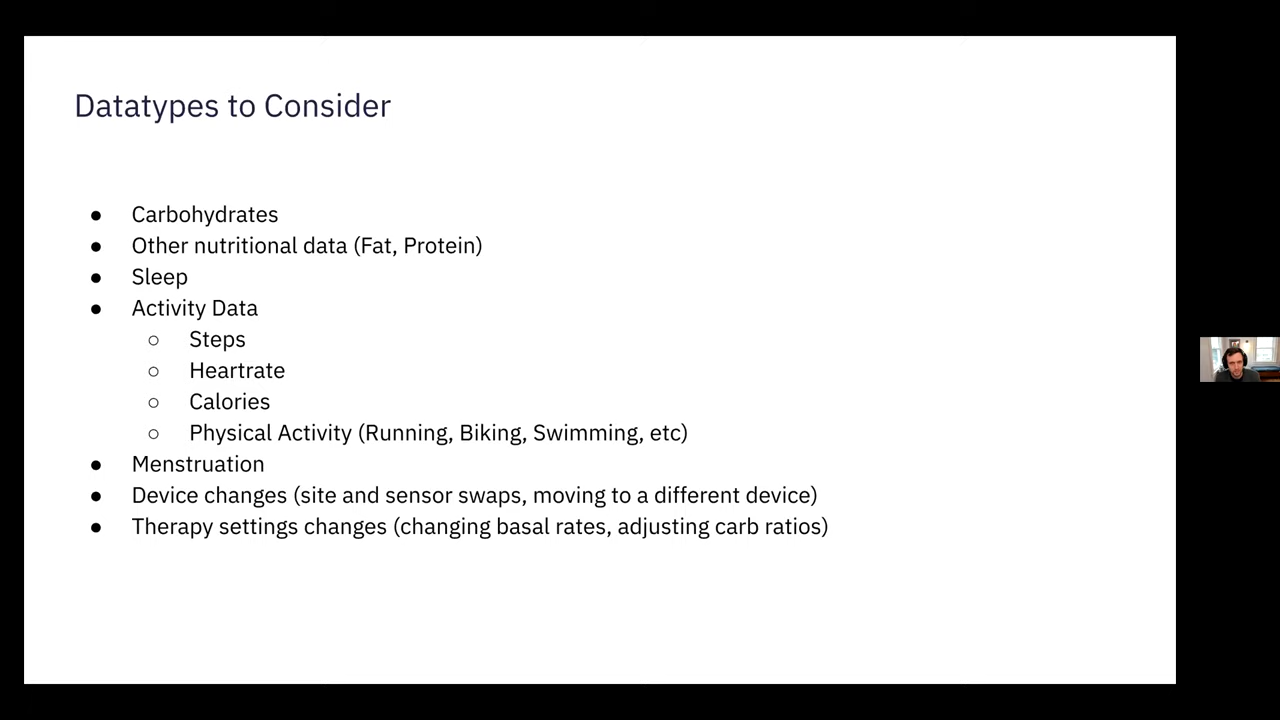 Datatypes to Consider
● Carbohydrates
● Other nutritional data (Fat, Protein)
● Sleep
● Activity Data
○ Steps
○ Heartrate
○ Calories
○ Physical Activity (Running, Biking, Swimming, etc)
● Menstruation
● Device changes (site and sensor swaps, moving to a different device)
● Therapy settings changes (changing basal rates, adjusting carb ratios)